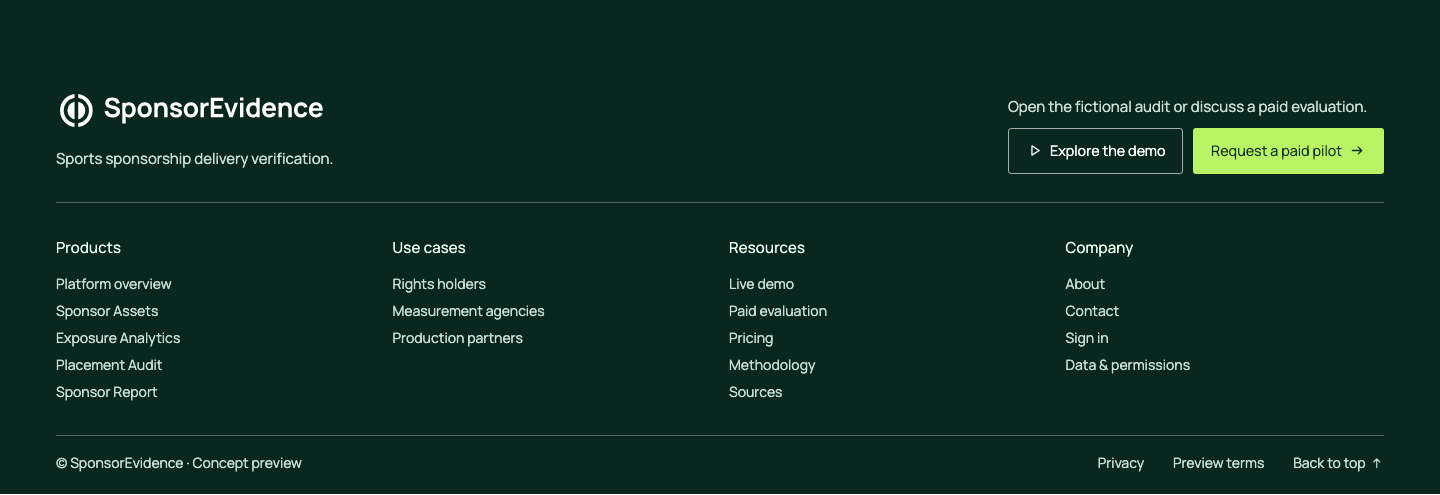 SponsorEvidence
Sports sponsorship delivery verification.
Open the fictional audit or discuss a paid evaluation.
Explore the demo
Request a paid pilot →
Products
Platform overview
Sponsor Assets
Exposure Analytics
Placement Audit
Sponsor Report
Use cases
Rights holders
Measurement agencies
Production partners
Resources
Live demo
Paid evaluation
Pricing
Methodology
Sources
Company
About
Contact
Sign in
Data & permissions
© SponsorEvidence · Concept preview
Privacy
Preview terms
Back to top ↑